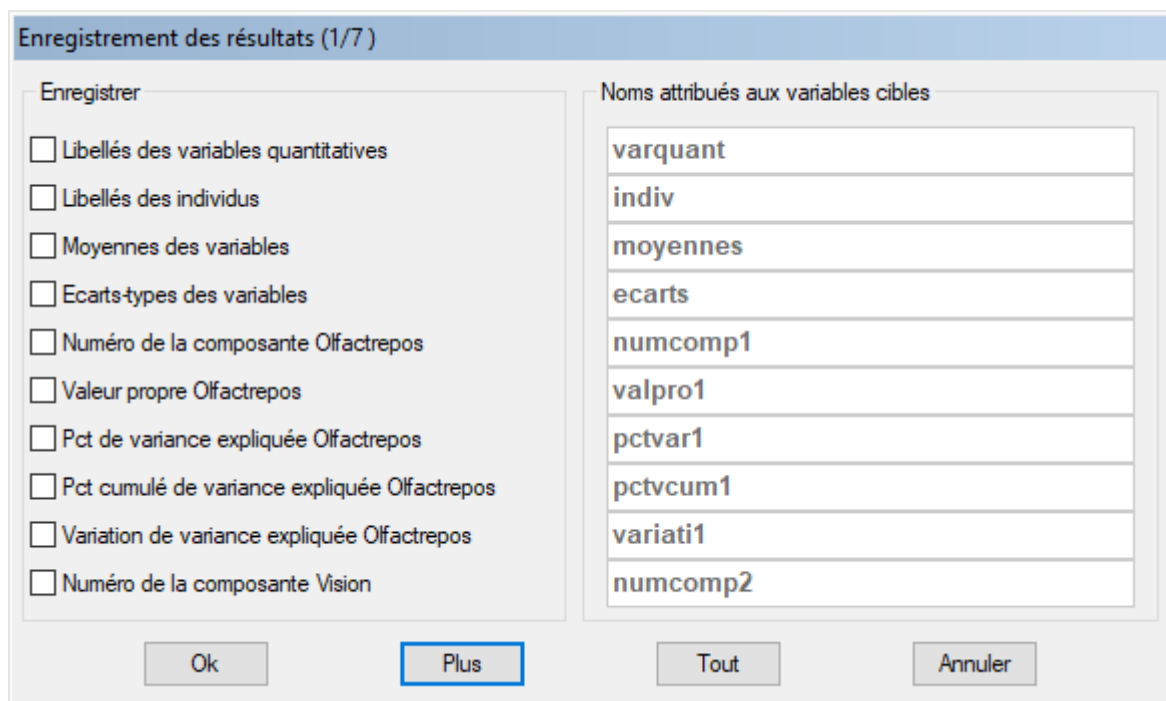 Enregistrement des résultats (1/7 )
Enregistrer
Noms attribués aux variables cibles
Libellés des variables quantitatives
varquant
Libellés des individus
indiv
Moyennes des variables
moyennes
Ecarts-types des variables
ecarts
Numéro de la composante Olfactrepos
numcomp1
Valeur propre Olfactrepos
valpro1
Pct de variance expliquée Olfactrepos
pctvar1
Pct cumulé de variance expliquée Olfactrepos
pctvcum1
Variation de variance expliquée Olfactrepos
variati1
Numéro de la composante Vision
numcomp2
Ok
Plus
Tout
Annuler